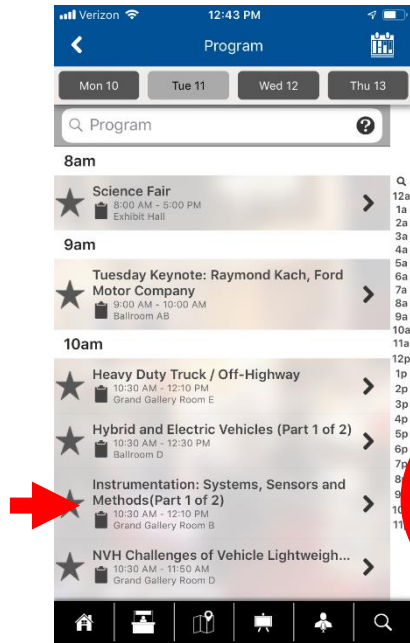 Verizon 12:43 PM
Program
Mon 10 Tue 11 Wed 12 Thu 13
Program ?
8am
Science Fair
8:00 AM - 5:00 PM
Exhibit Hall
9am
Tuesday Keynote: Raymond Kach, Ford
Motor Company
9:00 AM - 10:00 AM
Ballroom AB
10am
Heavy Duty Truck / Off-Highway
10:30 AM - 12:10 PM
Grand Gallery Room E
Hybrid and Electric Vehicles (Part 1 of 2)
10:30 AM - 12:30 PM
Ballroom D
Instrumentation: Systems, Sensors and
Methods(Part 1 of 2)
10:30 AM - 12:10 PM
Grand Gallery Room B
NVH Challenges of Vehicle Lightweigh...
10:30 AM - 11:50 AM
Grand Gallery Room D
12a
1a
2a
3a
4a
5a
6a
7a
8a
9a
10a
11a
12p
1p
2p
3p
4p
5p
6p
7p